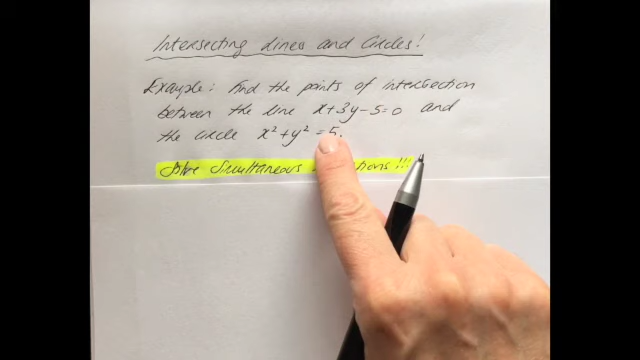 Intersecting Lines and Circles!
Example: Find the points of intersection
between the line x+3y-5=0 and
the circle x²+y² = 5.
Solve Simultaneous !!!